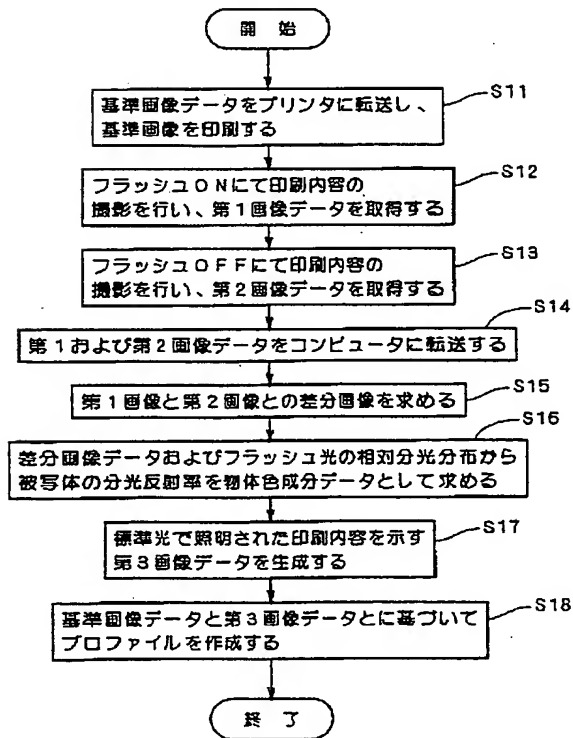 開 始
基準画像データをプリンタに転送し、
基準画像を印刷する
S11
フラッシュONにて印刷内容の
撮影を行い、第1画像データを取得する
S12
フラッシュOFFにて印刷内容の
撮影を行い、第2画像データを取得する
S13
第1および第2画像データをコンピュータに転送する
S14
第1画像と第2画像との差分画像を求める
S15
差分画像データおよびフラッシュ光の相対分光分布から
被写体の分光反射率を物体色成分データとして求める
S16
標準光で照明された印刷内容を示す
第3画像データを生成する
S17
基準画像データと第3画像データとに基づいて
プロファイルを作成する
S18
終 了